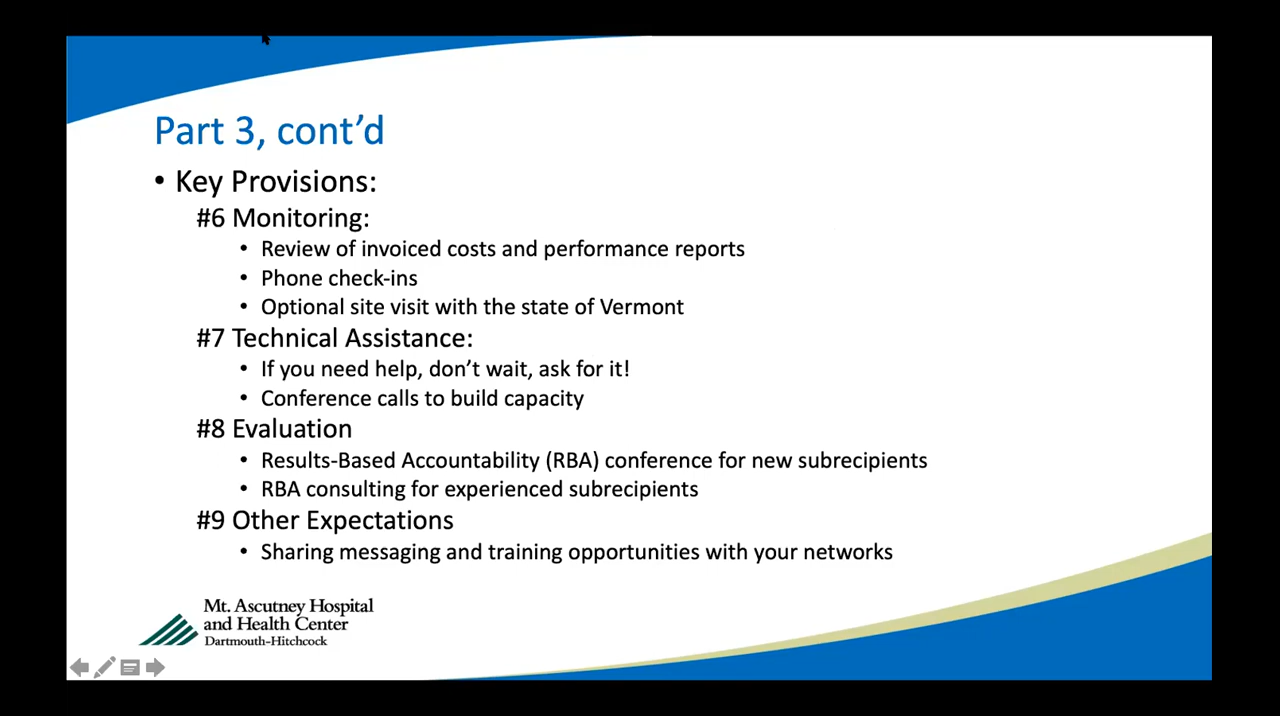 Part 3, cont’d
• Key Provisions:
#6 Monitoring:
• Review of invoiced costs and performance reports
• Phone check-ins
• Optional site visit with the state of Vermont
#7 Technical Assistance:
• If you need help, don’t wait, ask for it!
• Conference calls to build capacity
#8 Evaluation
• Results-Based Accountability (RBA) conference for new subrecipients
• RBA consulting for experienced subrecipients
#9 Other Expectations
• Sharing messaging and training opportunities with your networks
Mt. Ascutney Hospital
and Health Center
Dartmouth-Hitchcock